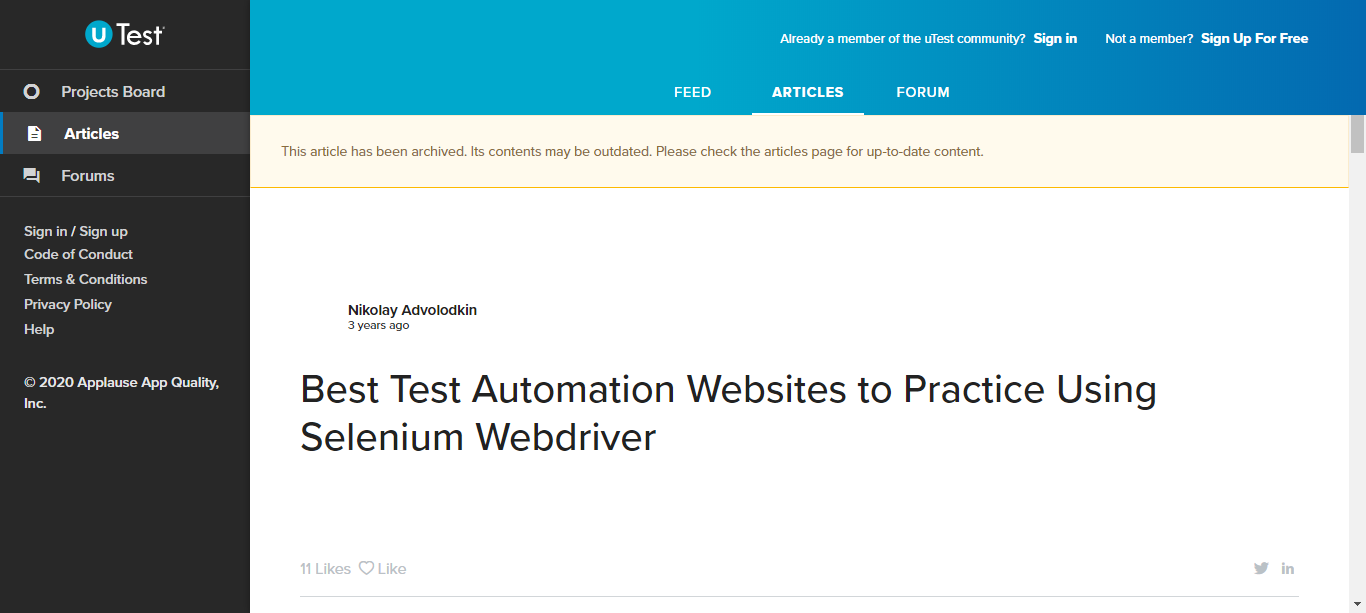 uTest
Projects Board
Articles
Forums
Sign in / Sign up
Code of Conduct
Terms & Conditions
Privacy Policy
Help
© 2020 Applause App Quality,
Inc.
Already a member of the uTest community? Sign in Not a member? Sign Up For Free
FEED ARTICLES FORUM
This article has been archived. Its contents may be outdated. Please check the articles page for up-to-date content.
Nikolay Advolodkin
3 years ago
Best Test Automation Websites to Practice Using
Selenium Webdriver
11 Likes Like
in